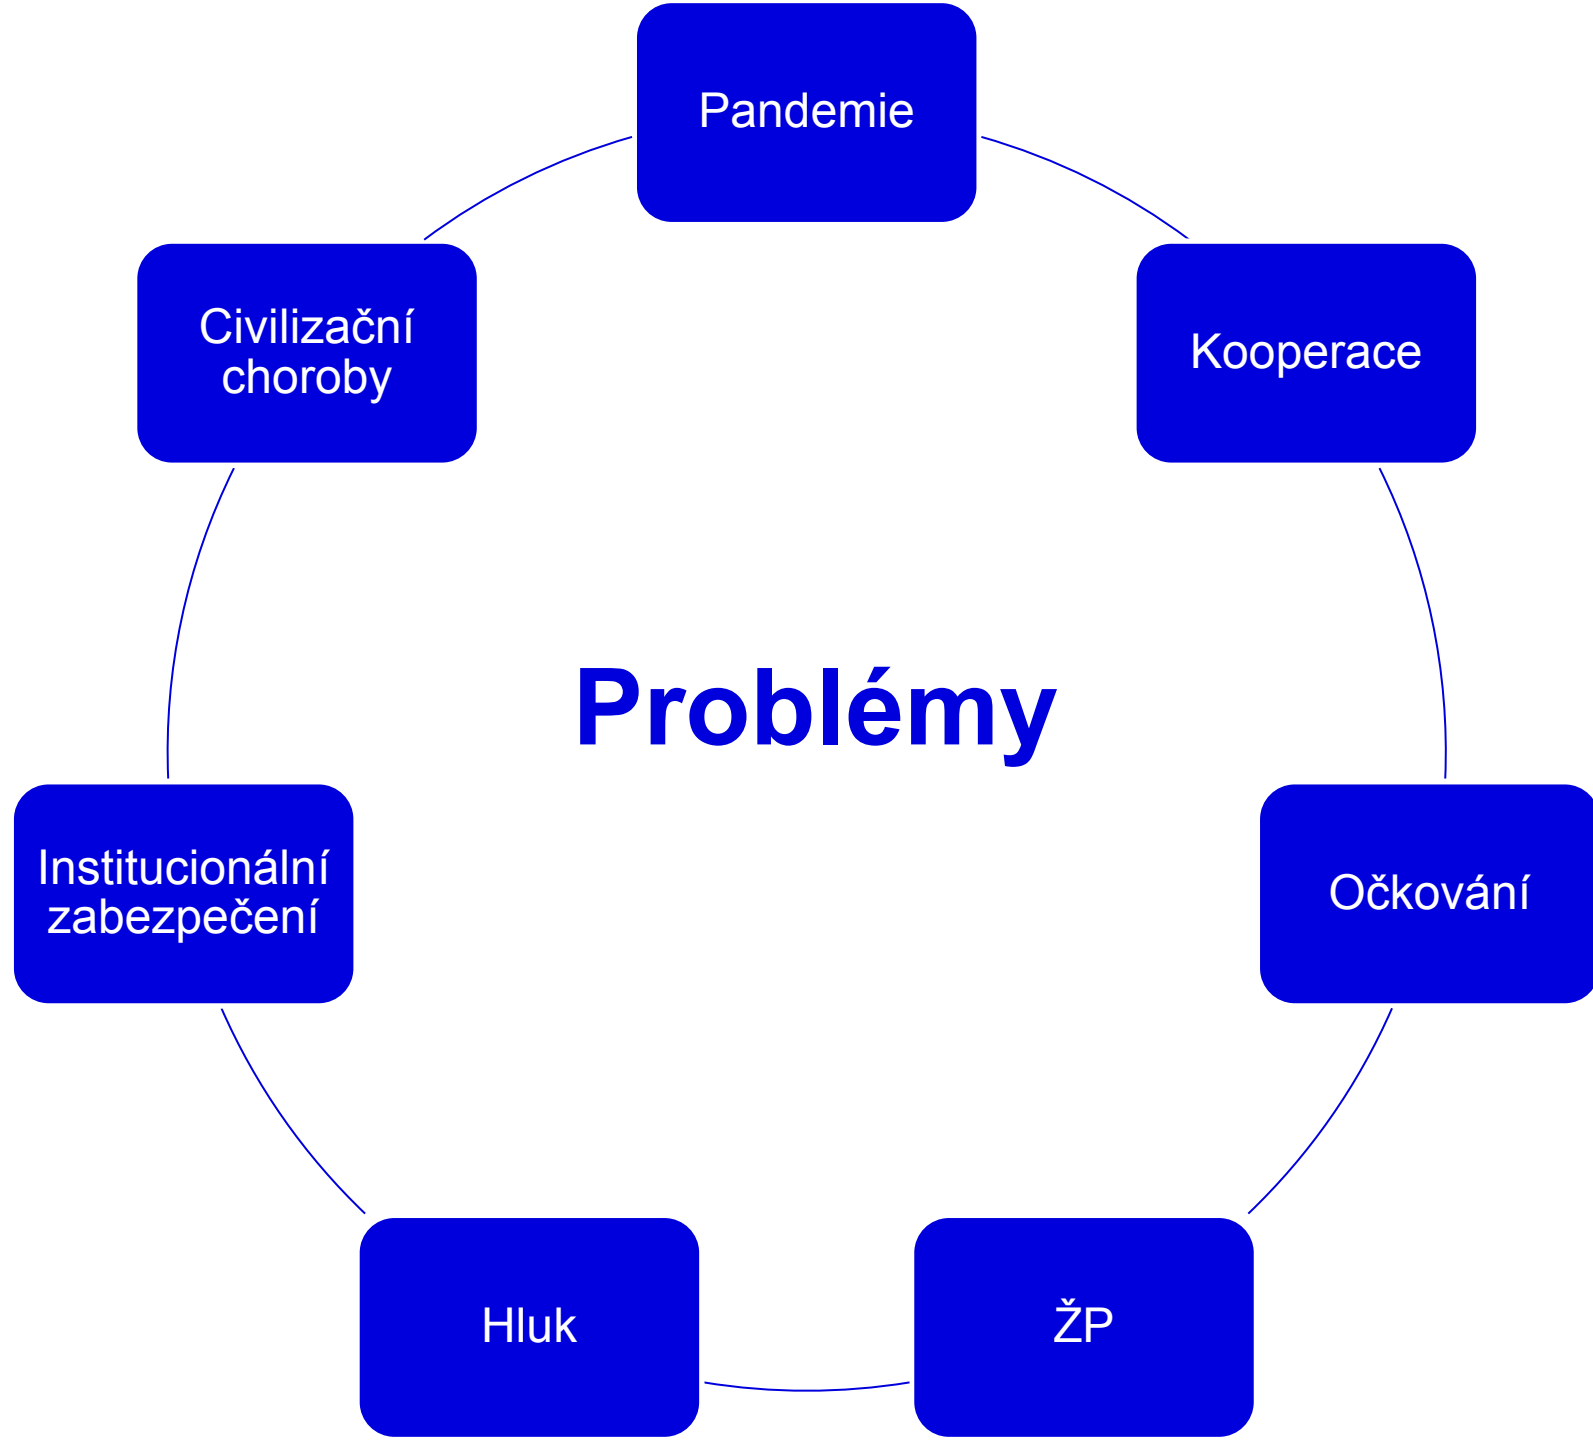 Pandemie
Kooperace
Očkování
ŽP
Hluk
Institucionální
zabezpečení
Civilizační
choroby
Problémy